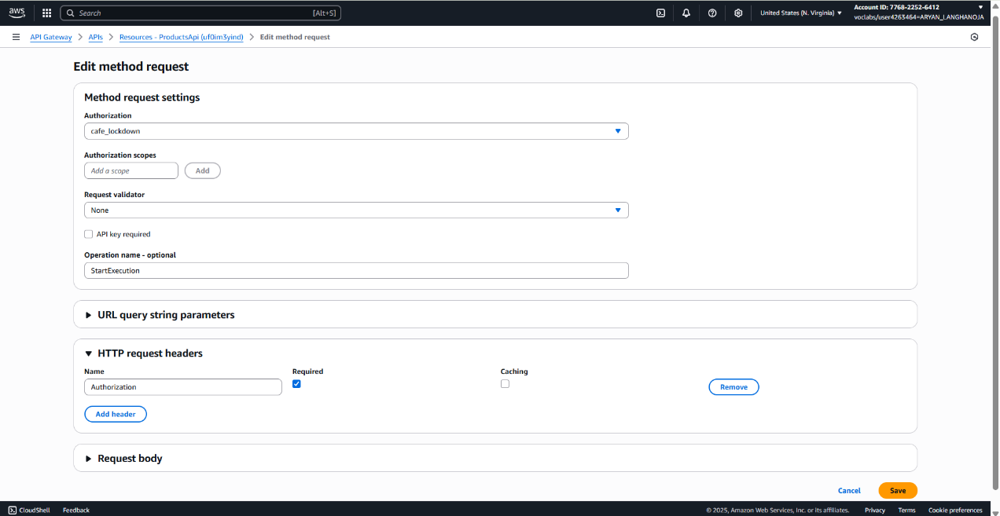 aws
Search
[Alt+S]
United States (N. Virginia)
Account ID: 7768-2252-6412
voclabs/user4263464=ARYAN_LANGHANOJA
API Gateway
APIs
Resources - ProductsApi (uf0im3yind)
Edit method request
Edit method request
Method request settings
Authorization
cafe_lockdown
Authorization scopes
Add a scope
Add
Request validator
None
API key required
Operation name - optional
StartExecution
URL query string parameters
HTTP request headers
Name
Required
Caching
Authorization
Remove
Add header
Request body
Cancel
Save
CloudShell
Feedback
© 2025, Amazon Web Services, Inc. or its affiliates.
Privacy
Terms
Cookie preferences